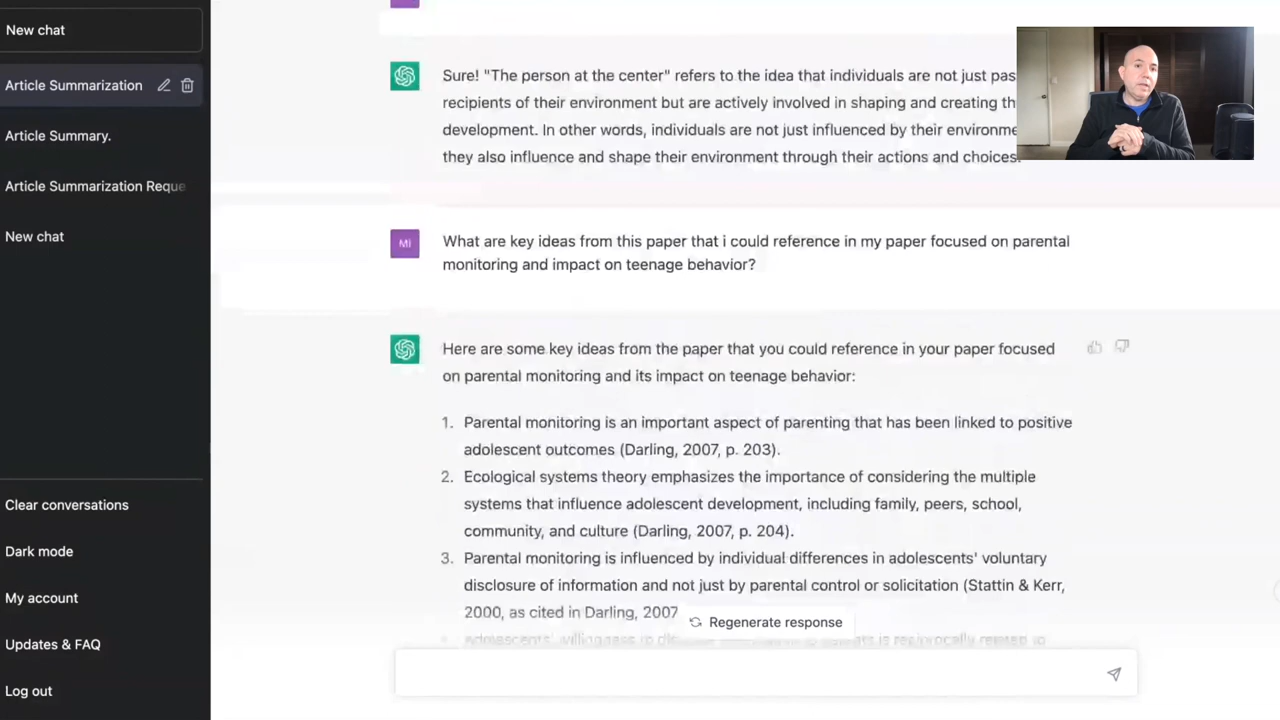 New chat
Article Summarization
Article Summary.
Article Summarization Reque
New chat
Clear conversations
Dark mode
My account
Updates & FAQ
Log out
Sure! "The person at the center" refers to the idea that individuals are not just pas
recipients of their environment but are actively involved in shaping and creating th
development. In other words, individuals are not just influenced by their environme
they also influence and shape their environment through their actions and choices.
MI
What are key ideas from this paper that i could reference in my paper focused on parental
monitoring and impact on teenage behavior?
Here are some key ideas from the paper that you could reference in your paper focused
on parental monitoring and its impact on teenage behavior:
1. Parental monitoring is an important aspect of parenting that has been linked to positive
adolescent outcomes (Darling, 2007, p. 203).
2. Ecological systems theory emphasizes the importance of considering the multiple
systems that influence adolescent development, including family, peers, school,
community, and culture (Darling, 2007, p. 204).
3. Parental monitoring is influenced by individual differences in adolescents' voluntary
disclosure of information and not just by parental control or solicitation (Stattin & Kerr,
2000, as cited in Darling, 2007
Regenerate response